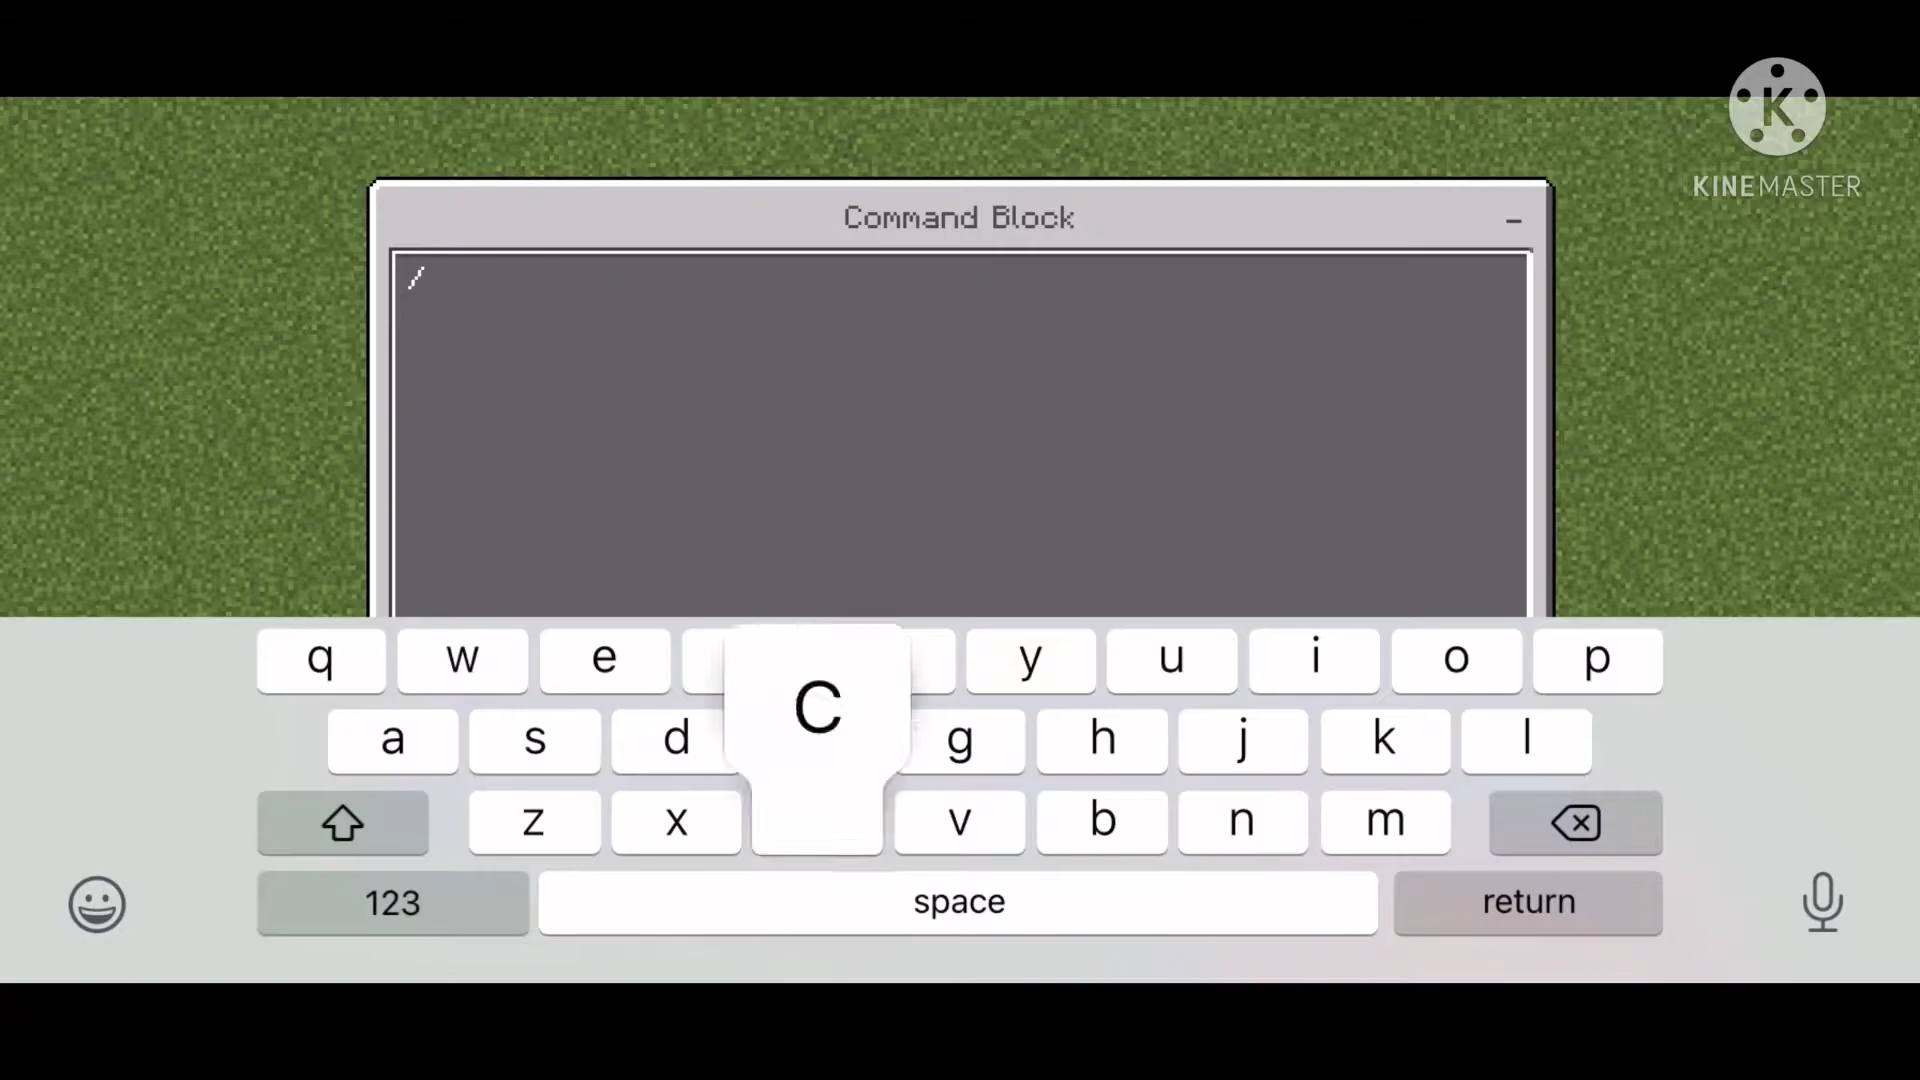 K
KINEMASTER
Command Block
/
q w e y u i o p
C
a s d g h j k l
z x v b n m
123 space return